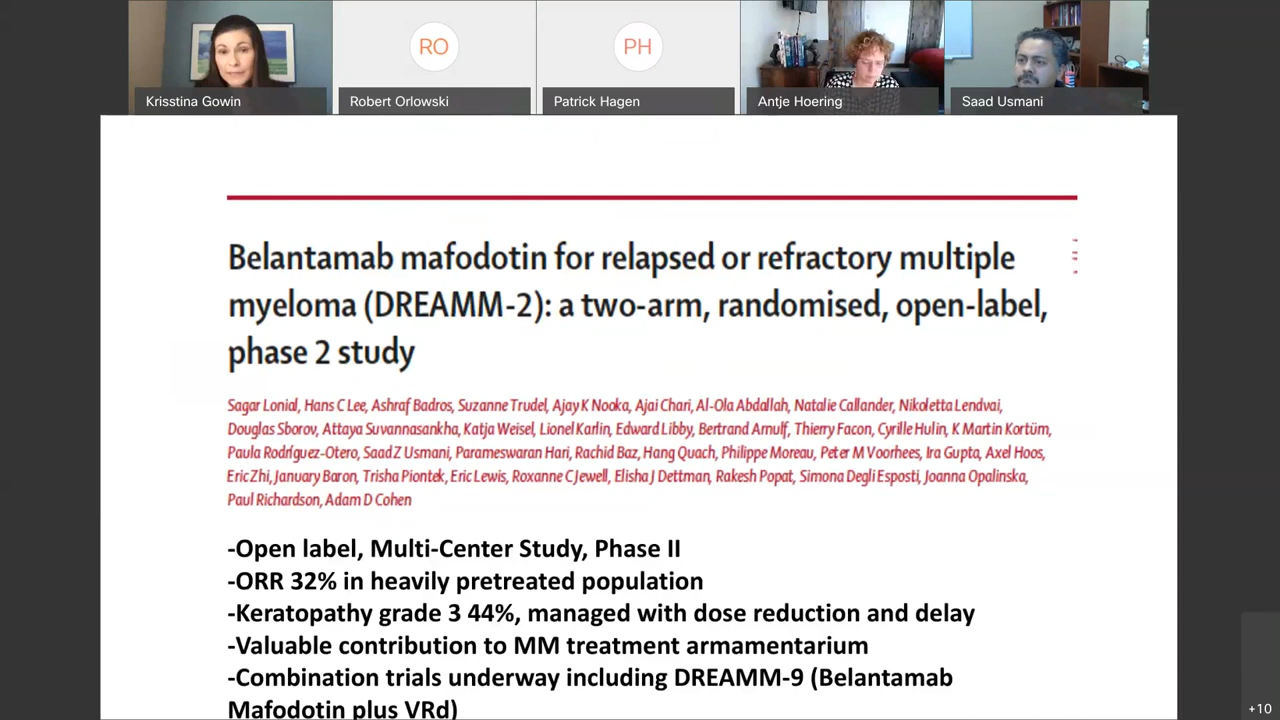 RO
PH
Krisstina Gowin
Robert Orlowski
Patrick Hagen
Antje Hoering
Saad Usmani
Belantamab mafodotin for relapsed or refractory multiple
myeloma (DREAMM-2): a two-arm, randomised, open-label,
phase 2 study
Sagar Lonial, Hans C Lee, Ashraf Badros, Suzanne Trudel, Ajay K Nooka, Ajai Chari, Al-Ola Abdallah, Natalie Callander, Nikoletta Lendvai,
Douglas Sborov, Attaya Suvannasankha, Katja Weisel, Lionel Karlin, Edward Libby, Bertrand Arnulf, Thierry Facon, Cyrille Hulin, K Martin Kortüm,
Paula Rodríguez-Otero, Saad Z Usmani, Parameswaran Hari, Rachid Baz, Hang Quach, Philippe Moreau, Peter M Voorhees, Ira Gupta, Axel Hoos,
Eric Zhi, January Baron, Trisha Piontek, Eric Lewis, Roxanne C Jewell, Elisha J Dettman, Rakesh Popat, Simona Degli Esposti, Joanna Opalinska,
Paul Richardson, Adam D Cohen
-Open label, Multi-Center Study, Phase II
-ORR 32% in heavily pretreated population
-Keratopathy grade 3 44%, managed with dose reduction and delay
-Valuable contribution to MM treatment armamentarium
-Combination trials underway including DREAMM-9 (Belantamab
Mafodotin plus VRd)
+10